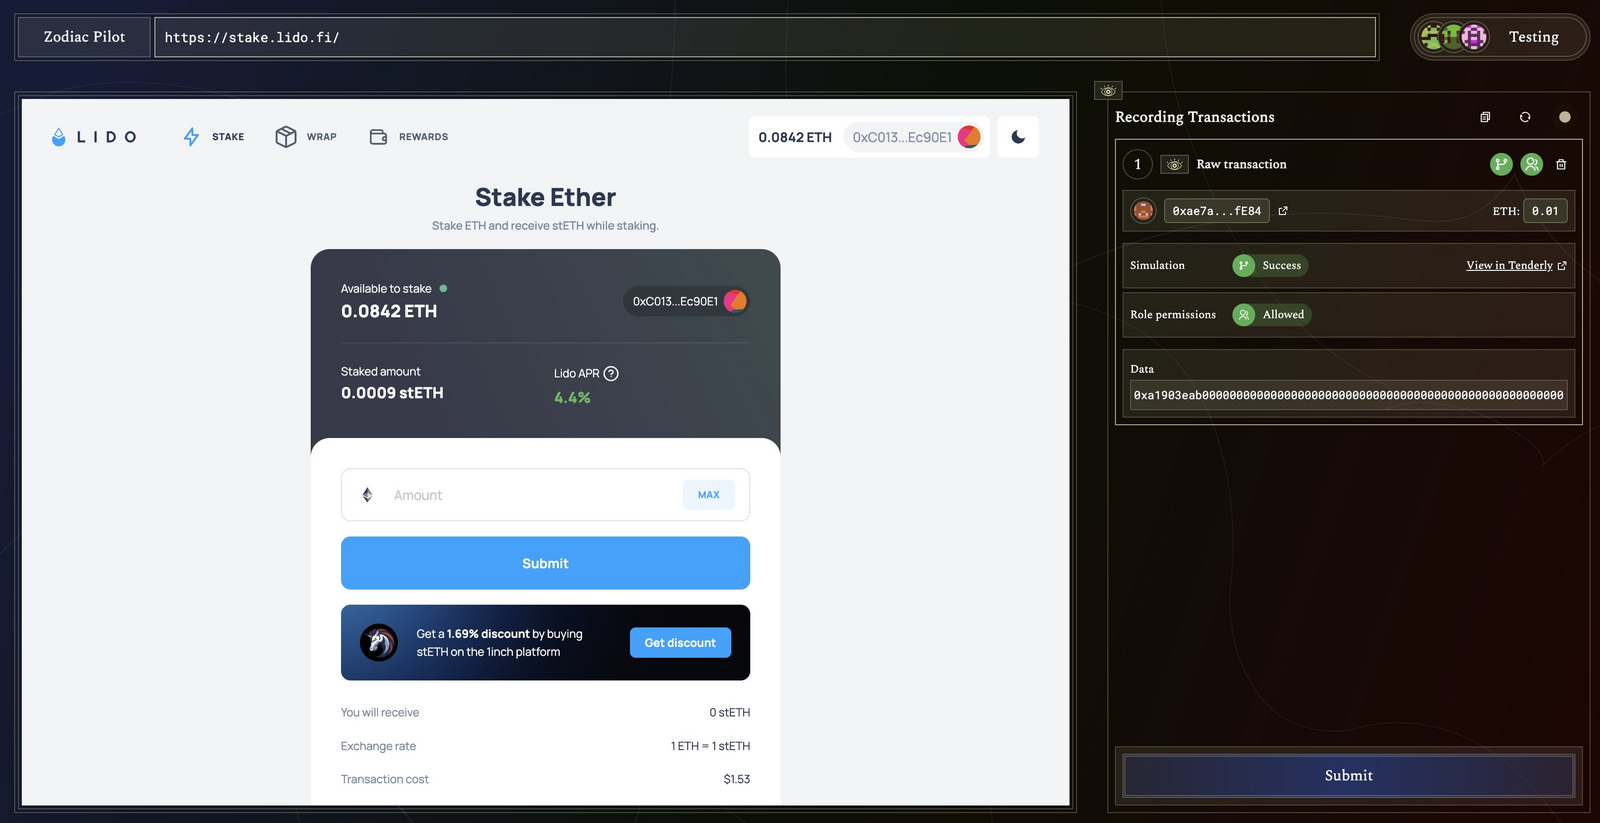 Zodiac Pilot
https://stake.lido.fi/
Testing
LIDO
STAKE
WRAP
REWARDS
0.0842 ETH
0xC013...Ec90E1
Stake Ether
Stake ETH and receive stETH while staking.
Available to stake
0.0842 ETH
0xC013...Ec90E1
Staked amount
0.0009 stETH
Lido APR ?
4.4%
Amount
MAX
Submit
Get a 1.69% discount by buying
stETH on the 1inch platform
Get discount
You will receive
0 stETH
Exchange rate
1 ETH = 1 stETH
Transaction cost
$1.53
Recording Transactions
1
Raw transaction
0xae7a...fE84
ETH: 0.01
Simulation
Success
View in Tenderly
Role permissions
Allowed
Data
0xa1903eab0000000000000000000000000000000000000000000000000000
Submit